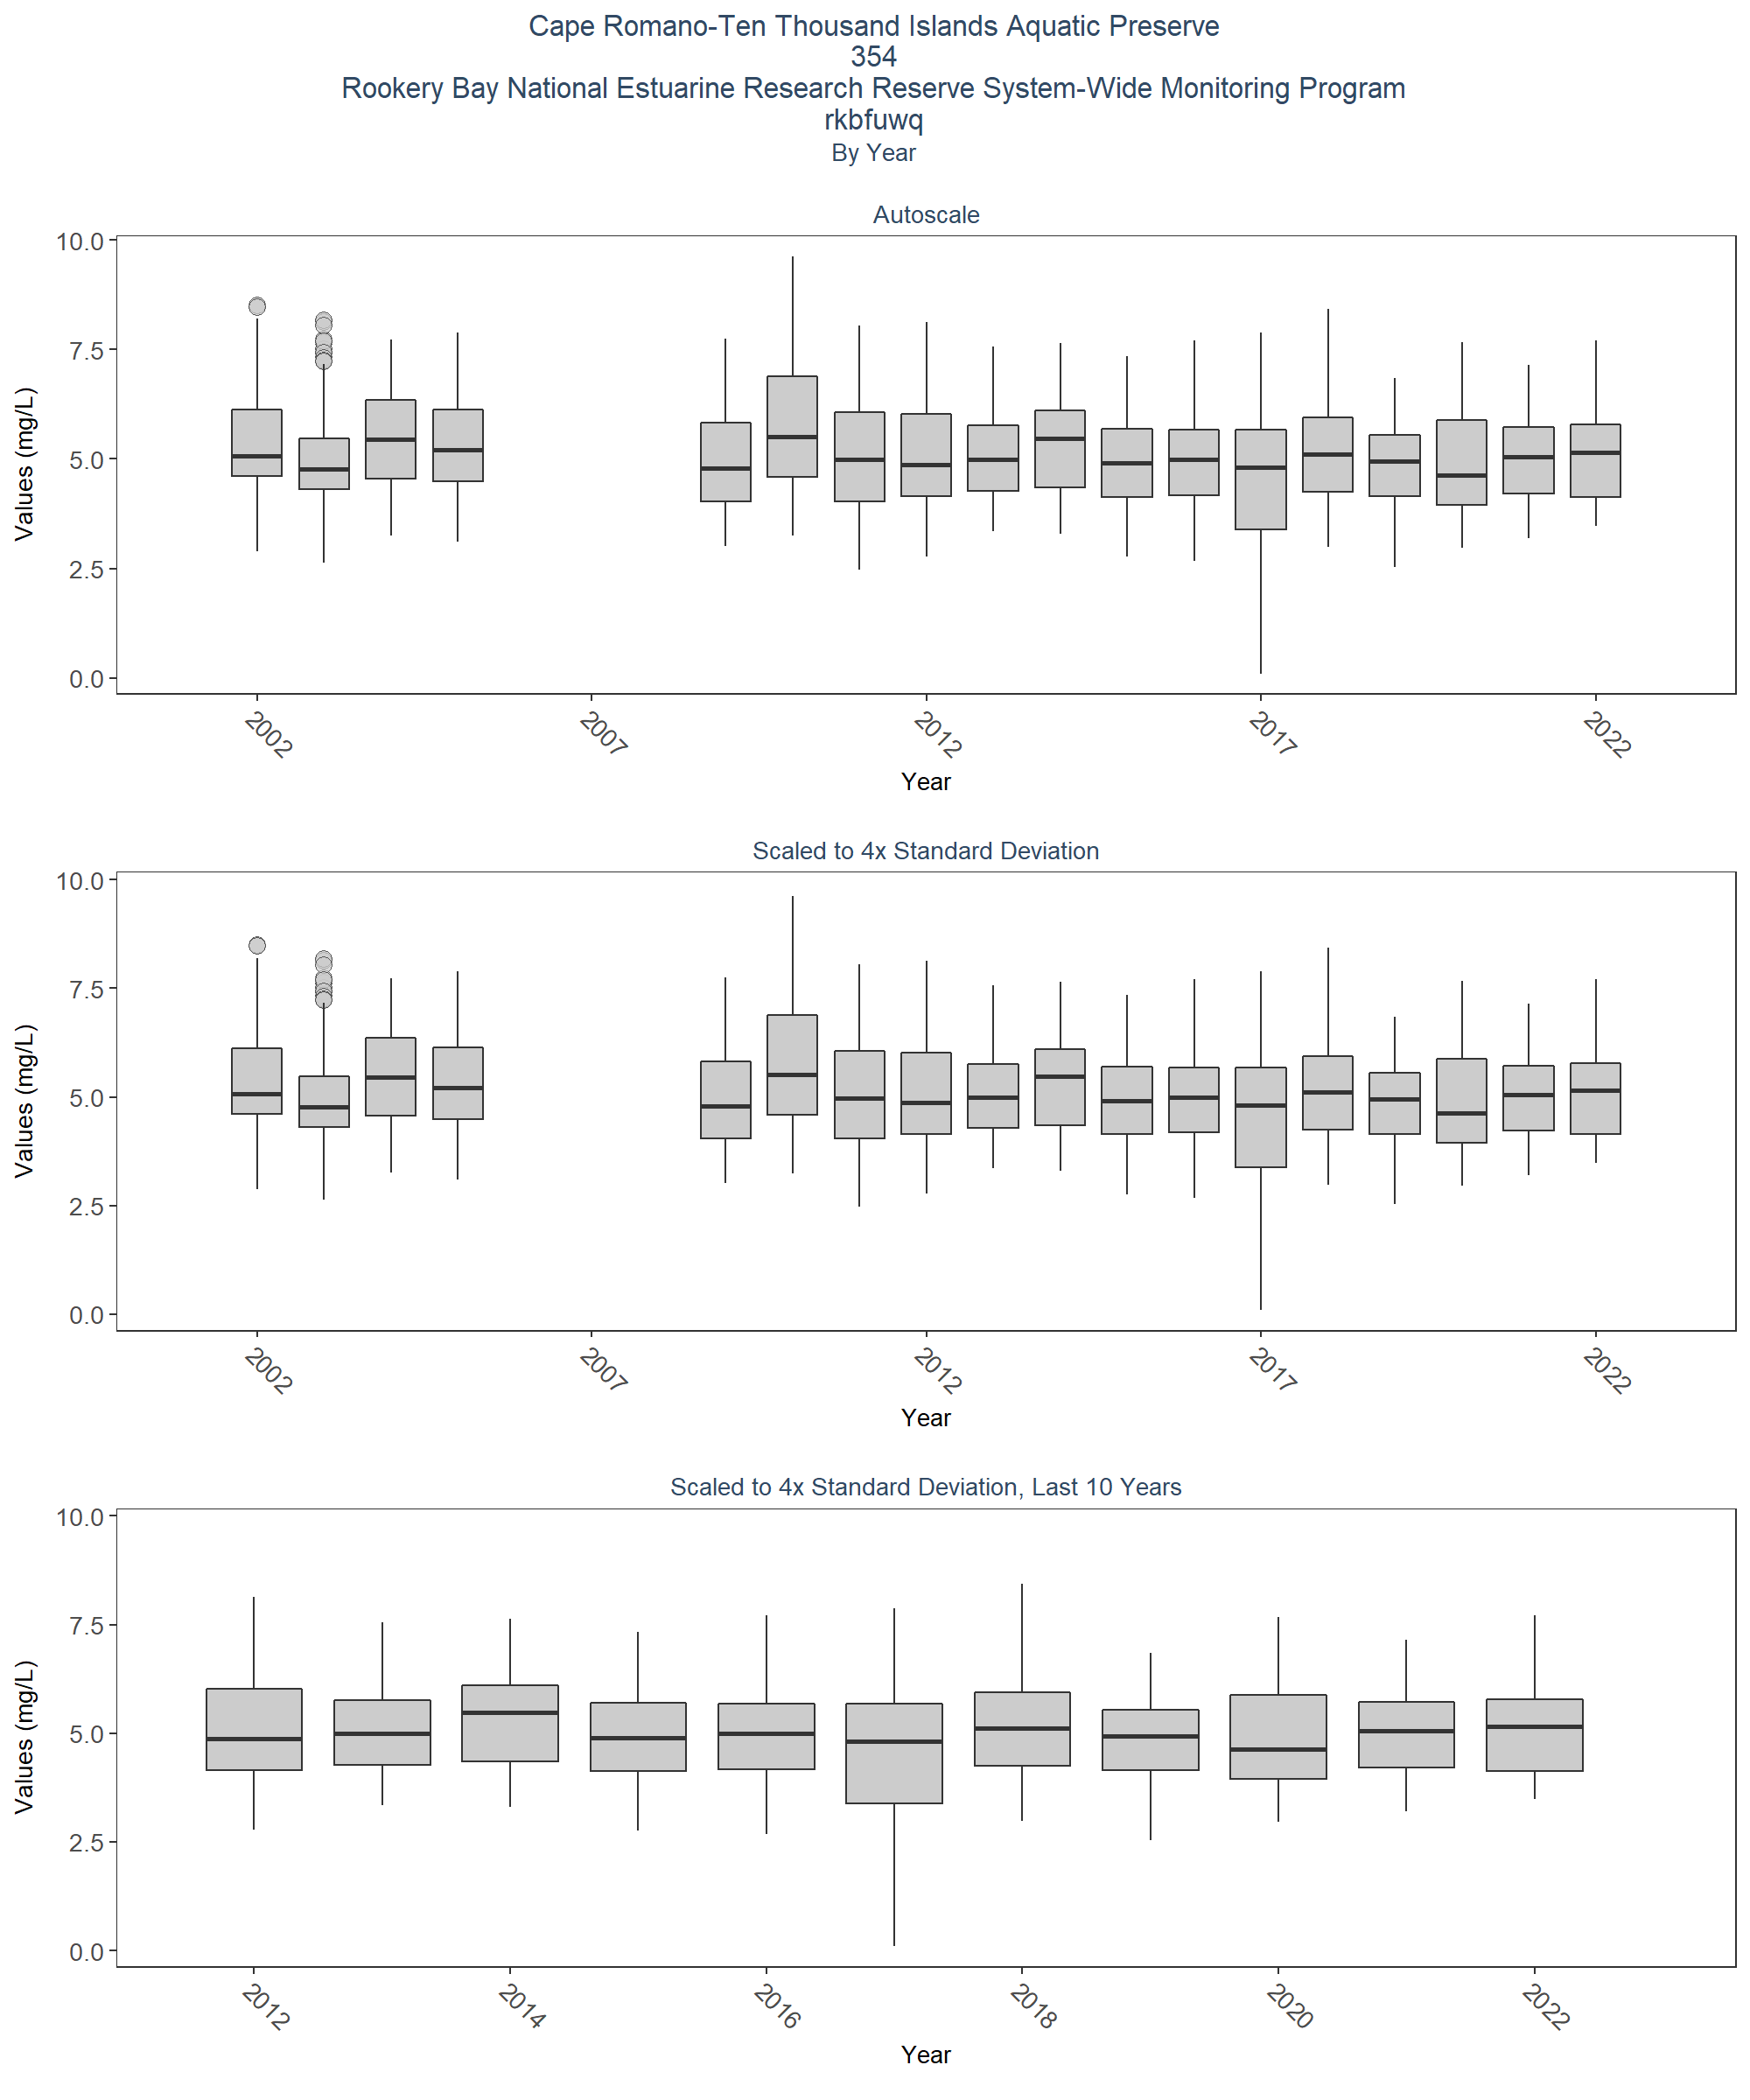 Cape Romano-Ten Thousand Islands Aquatic Preserve
354
Rookery Bay National Estuarine Research Reserve System-Wide Monitoring Program
rkbfuwq
By Year
Autoscale
Values (mg/L)
10.0
7.5
5.0
2.5
0.0
2002 2007 2012 2017 2022
Year
Scaled to 4x Standard Deviation
Values (mg/L)
10.0
7.5
5.0
2.5
0.0
2002 2007 2012 2017 2022
Year
Scaled to 4x Standard Deviation, Last 10 Years
Values (mg/L)
10.0
7.5
5.0
2.5
0.0
2012 2014 2016 2018 2020 2022
Year